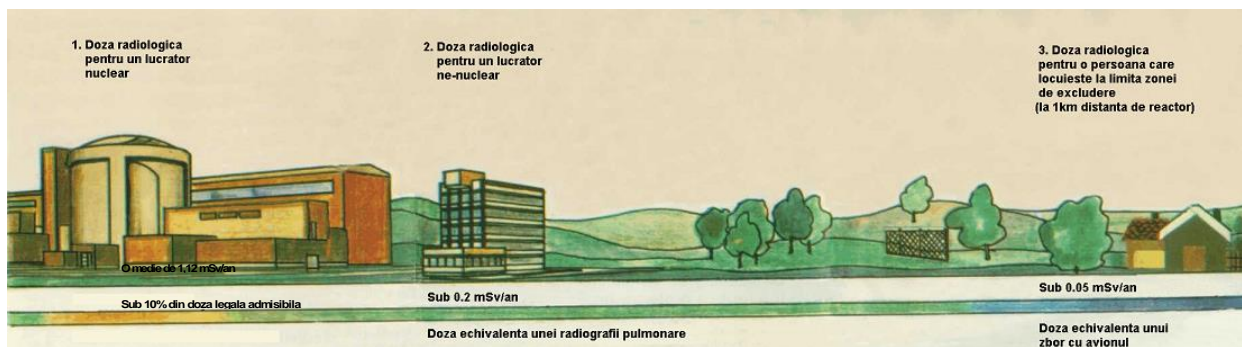 1. Doza radiologica
pentru un lucrator
nuclear
2. Doza radiologica
pentru un lucrator
ne-nuclear
3. Doza radiologica
pentru o persoana care
locuieste la limita zonei
de excludere
(la 1km distanta de reactor)
O medie de 1,12 mSv/an
Sub 10% din doza legala admisibila
Sub 0.2 mSv/an
Doza echivalenta unei radiografii pulmonare
Sub 0.05 mSv/an
Doza echivalenta unui
zbor cu avionul